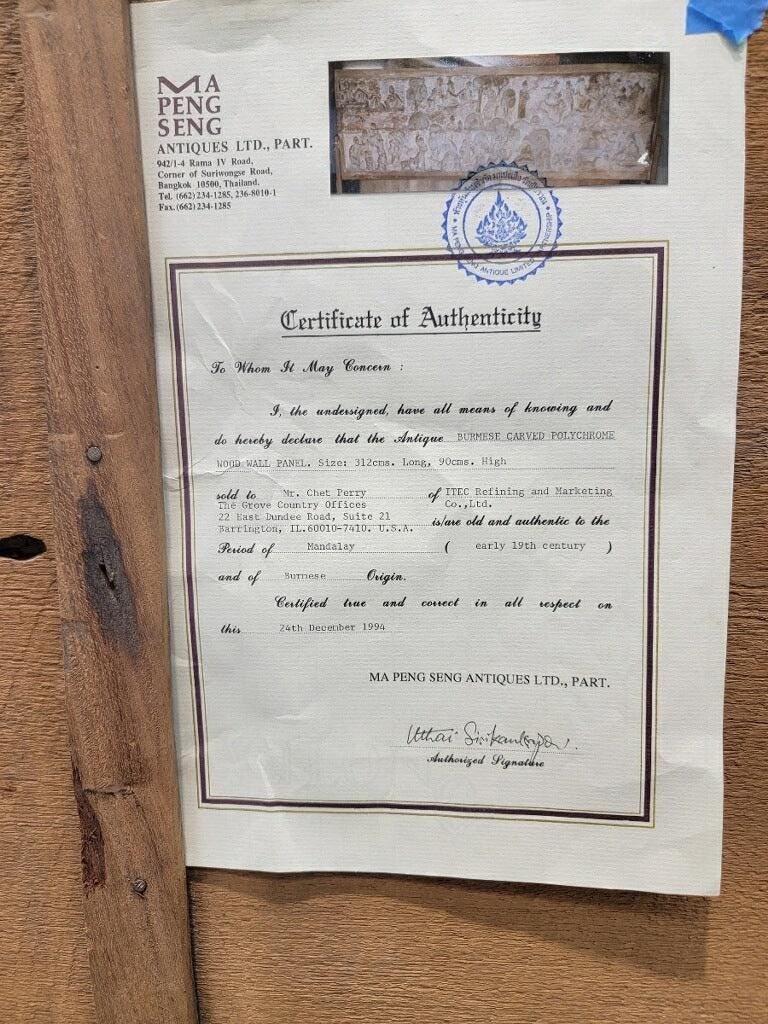 MA
PENG
SENG
ANTIQUES LTD., PART.
942/1-4 Rama IV Road,
Corner of Suriwongse Road,
Bangkok 10500, Thailand.
Tel. (662)234-1285, 236-8010-1
Fax. (662)234-1285
MA PENG SENG ANTIQUE LIMITED PARTNERSHIP
Certificate of Authenticity
To Whom It May Concern :
I, the undersigned, have all means of knowing and
do hereby declare that the Antique BURMESE CARVED POLYCHROME
WOOD WALL PANEL. Size: 312cms. Long, 90cms. High
sold to Mr. Chet Perry of ITEC Refining and Marketing
The Grove Country Offices Co.,Ltd.
22 East Dundee Road, Suite 21 is/are old and authentic to the
Barrington, IL.60010-7410. U.S.A.
Period of Mandalay ( early 19th century )
and of Burmese Origin.
Certified true and correct in all respect on
this 24th December 1994
MA PENG SENG ANTIQUES LTD., PART.
Authorized Signature